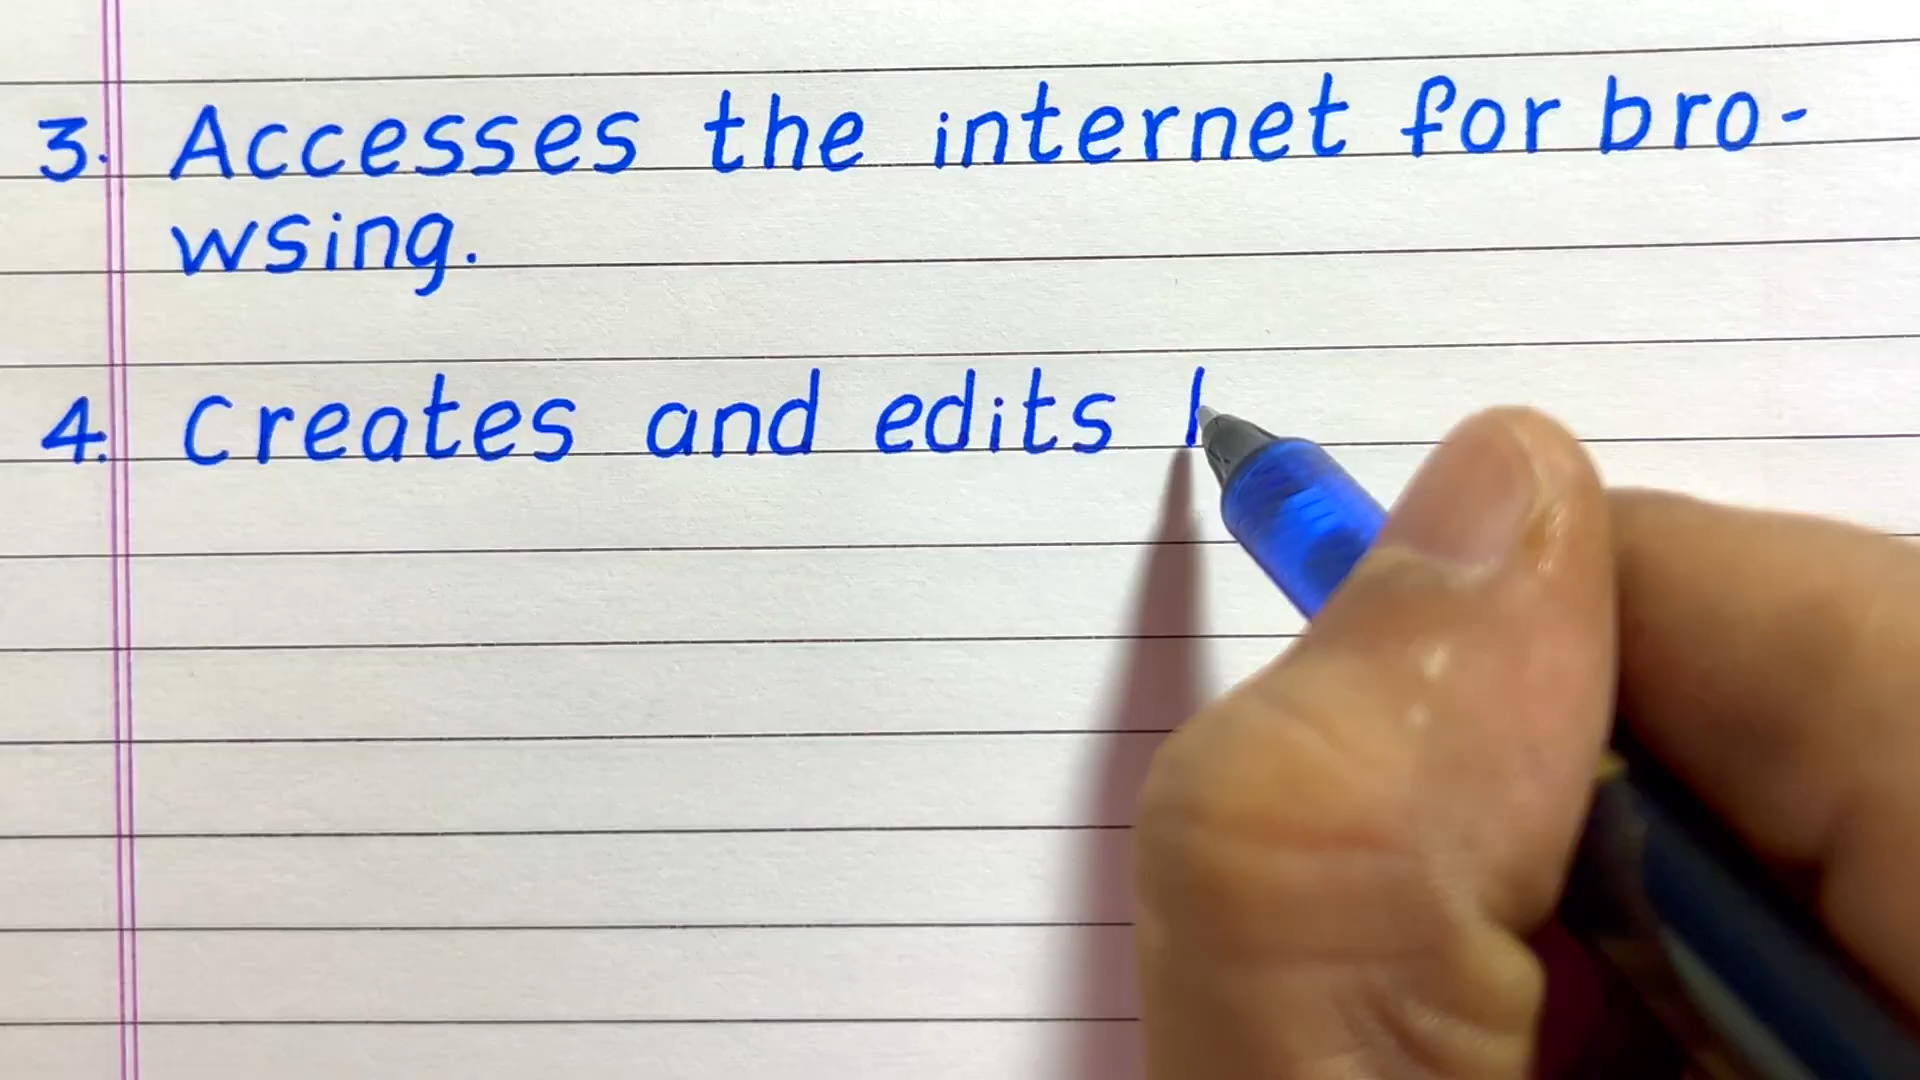 3. Accesses the internet for bro-
wsing.
4. Creates and edits